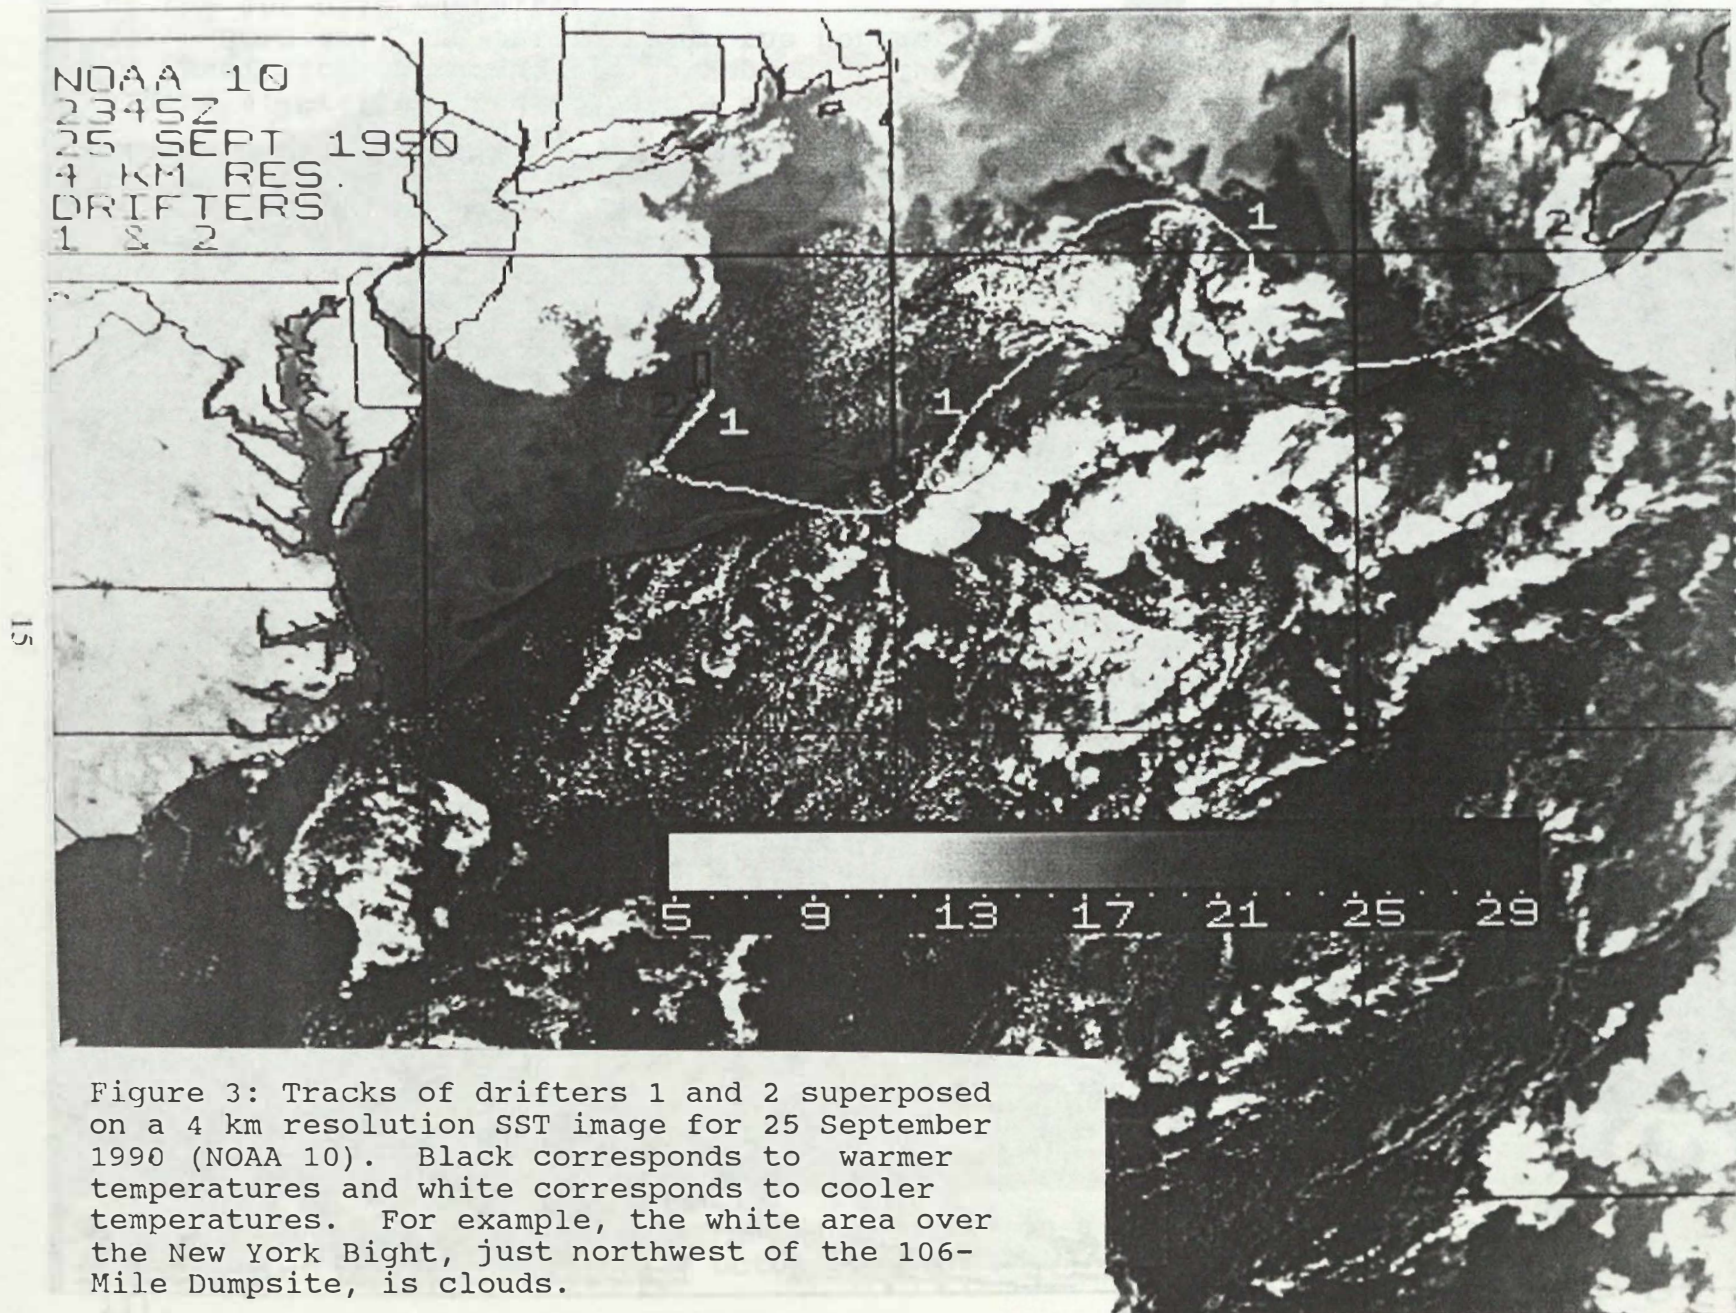 NOAA 10
2345Z
25 SEPT 1990
4 KM RES.
DRIFTERS
1 & 2
1
2
1
1
5 9 13 17 21 25 29
15
Figure 3: Tracks of drifters 1 and 2 superposed
on a 4 km resolution SST image for 25 September
1990 (NOAA 10). Black corresponds to warmer
temperatures and white corresponds to cooler
temperatures. For example, the white area over
the New York Bight, just northwest of the 106-
Mile Dumpsite, is clouds.